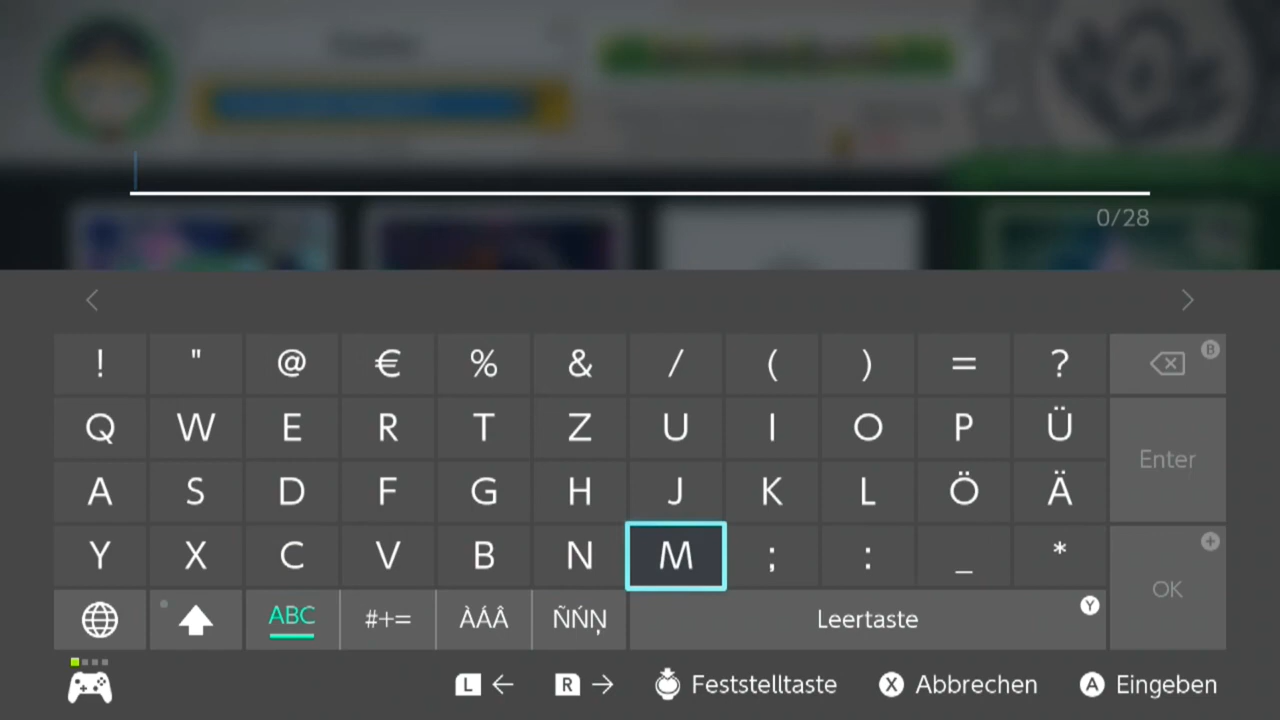 0/28
! " @ € % & / ( ) = ? B
Q W E R T Z U I O P Ü
Enter
A S D F G H J K L Ö Ä
Y X C V B N M ; : _ * +
OK
ABC #+= ÀÁÂ ÑŃŅ Leertaste Y
L ← R → Feststelltaste X Abbrechen A Eingeben